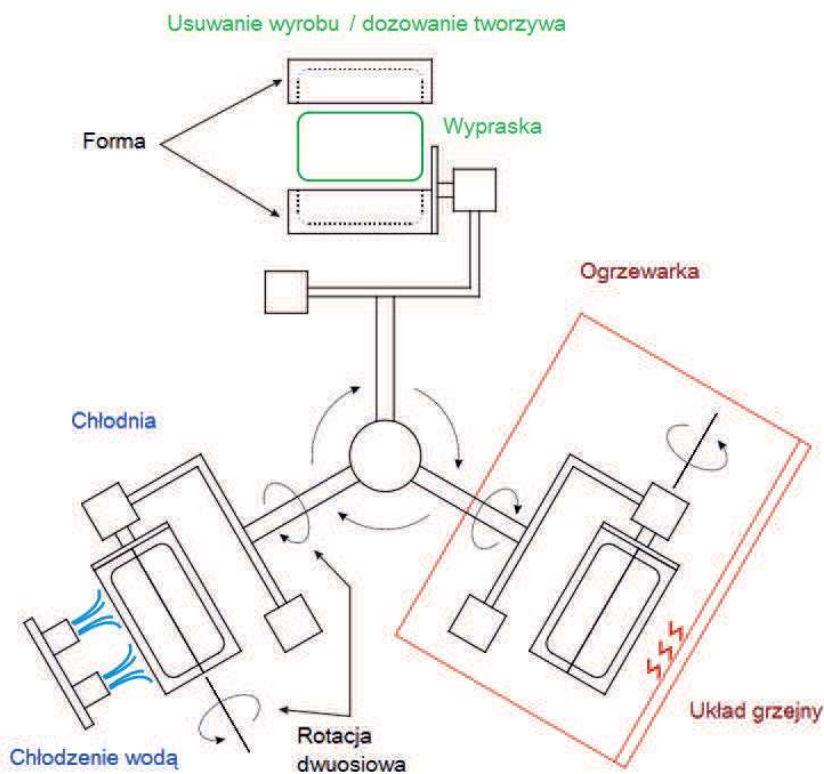 Usuwanie wyrobu / dozowanie tworzywa
Forma
Wypraska
Ogrzewarka
Chłodnia
Układ grzejny
Chłodzenie wodą
Rotacja
dwuosiowa